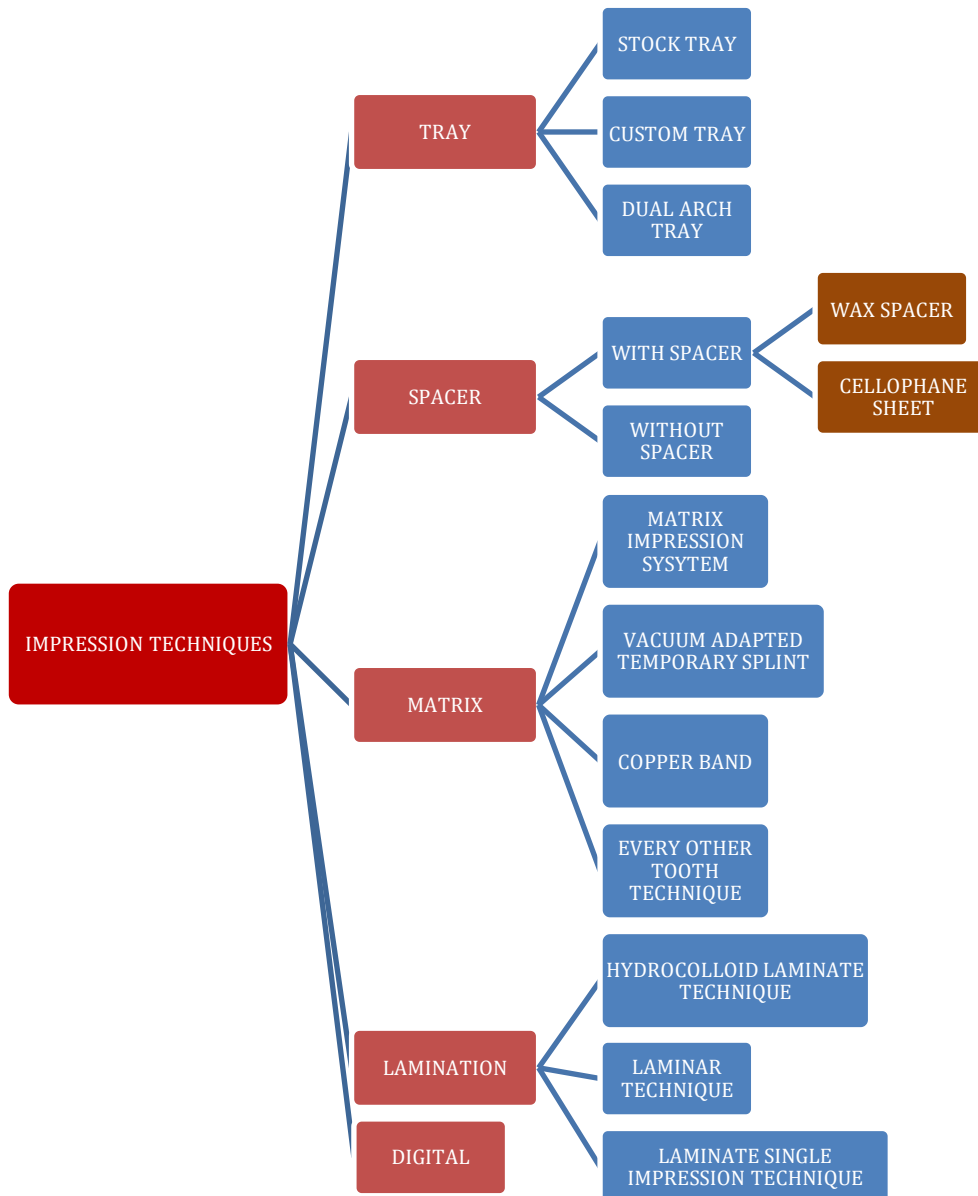 IMPRESSION TECHNIQUES
TRAY
STOCK TRAY
CUSTOM TRAY
DUAL ARCH
TRAY
SPACER
WITH SPACER
WAX SPACER
CELLOPHANE
SHEET
WITHOUT
SPACER
MATRIX
MATRIX
IMPRESSION
SYSYTEM
VACUUM ADAPTED
TEMPORARY SPLINT
COPPER BAND
EVERY OTHER
TOOTH
TECHNIQUE
LAMINATION
HYDROCOLLOID LAMINATE
TECHNIQUE
LAMINAR
TECHNIQUE
LAMINATE SINGLE
IMPRESSION TECHNIQUE
DIGITAL